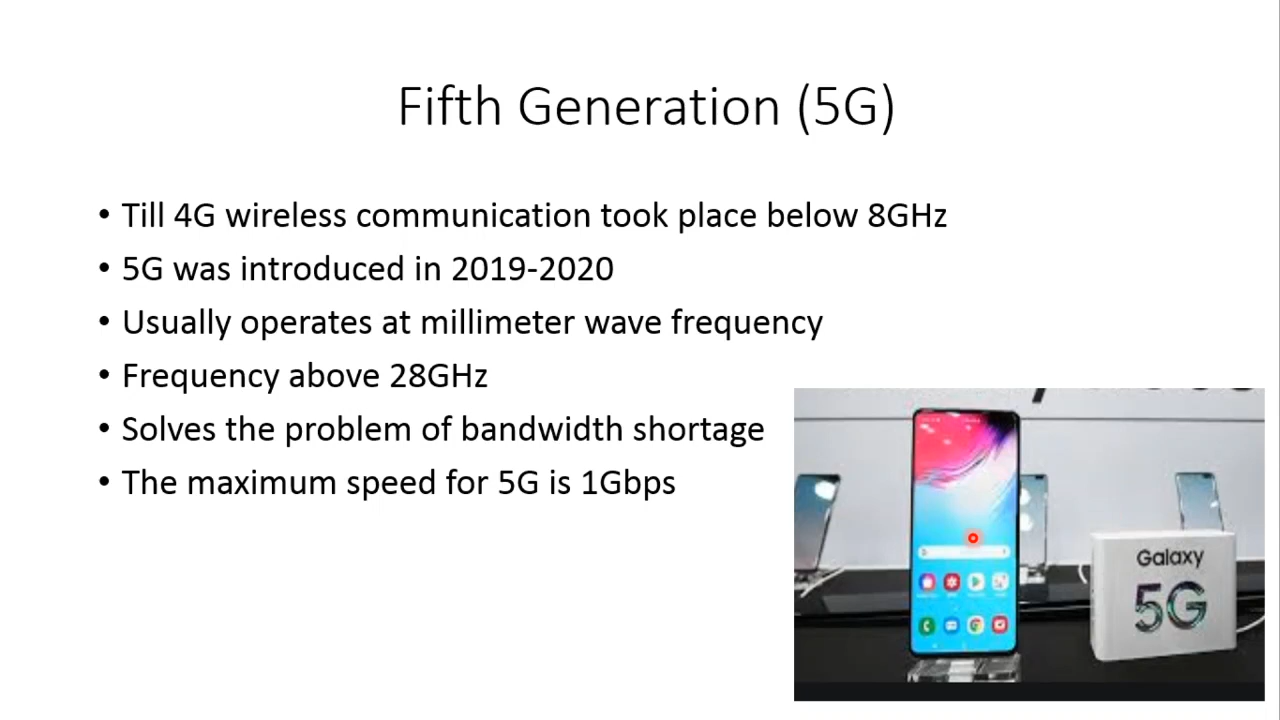 Fifth Generation (5G)
• Till 4G wireless communication took place below 8GHz
• 5G was introduced in 2019-2020
• Usually operates at millimeter wave frequency
• Frequency above 28GHz
• Solves the problem of bandwidth shortage
• The maximum speed for 5G is 1Gbps
Galaxy
5G